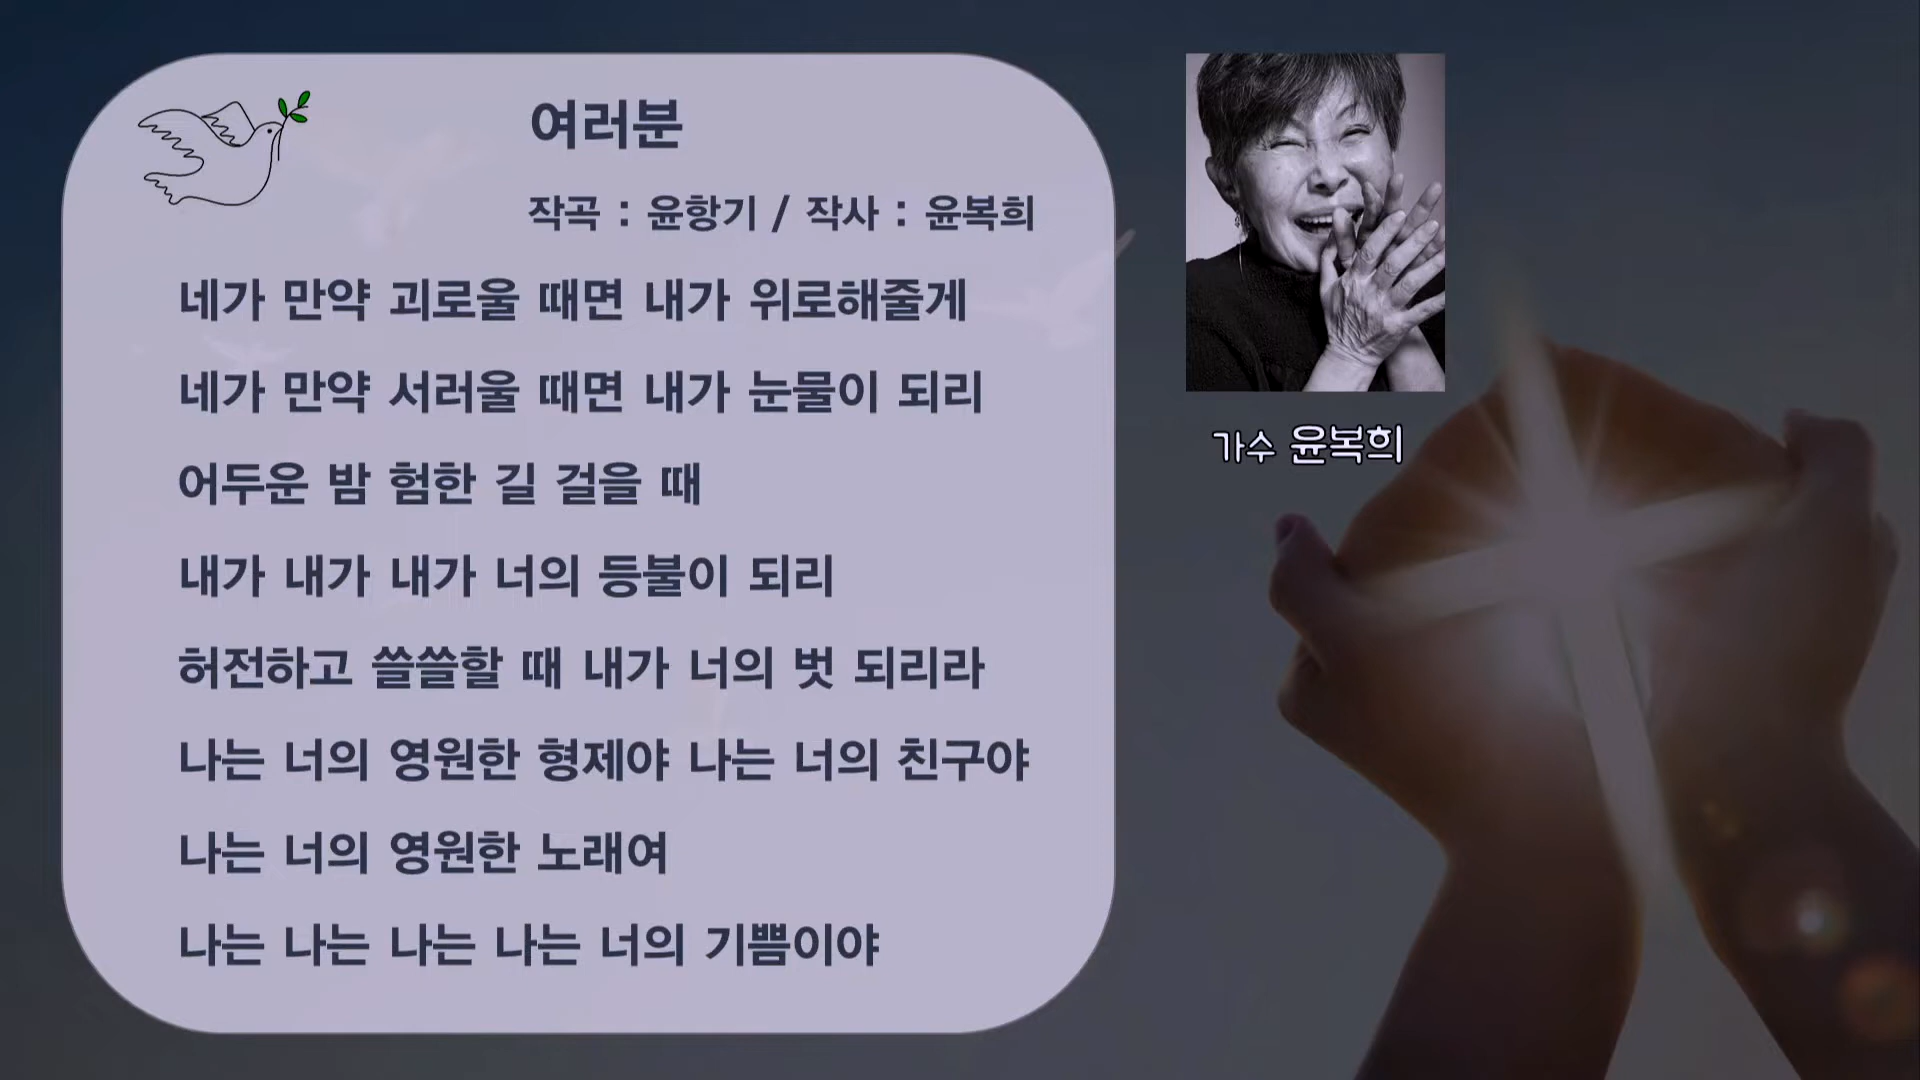 여러분
작곡 : 윤항기 / 작사 : 윤복희
네가 만약 괴로울 때면 내가 위로해줄게
네가 만약 서러울 때면 내가 눈물이 되리
어두운 밤 험한 길 걸을 때
내가 내가 내가 너의 등불이 되리
허전하고 쓸쓸할 때 내가 너의 벗 되리라
나는 너의 영원한 형제야 나는 너의 친구야
나는 너의 영원한 노래여
나는 나는 나는 나는 너의 기쁨이야
가수 윤복희